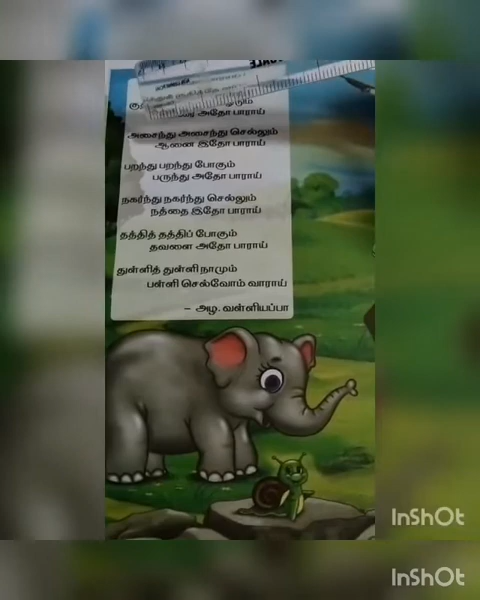 அதோ பாராய்
அசைந்து அசைந்து செல்லும்
ஆனை இதோ பாராய்
பறந்து பறந்து போகும்
பருந்து அதோ பாராய்
நகர்ந்து நகர்ந்து செல்லும்
நத்தை இதோ பாராய்
தத்தித் தத்திப் போகும்
தவளை அதோ பாராய்
துள்ளித் துள்ளி நாமும்
பள்ளி செல்வோம் வாராய்
– அழ. வள்ளியப்பா
InShOt
InShOt